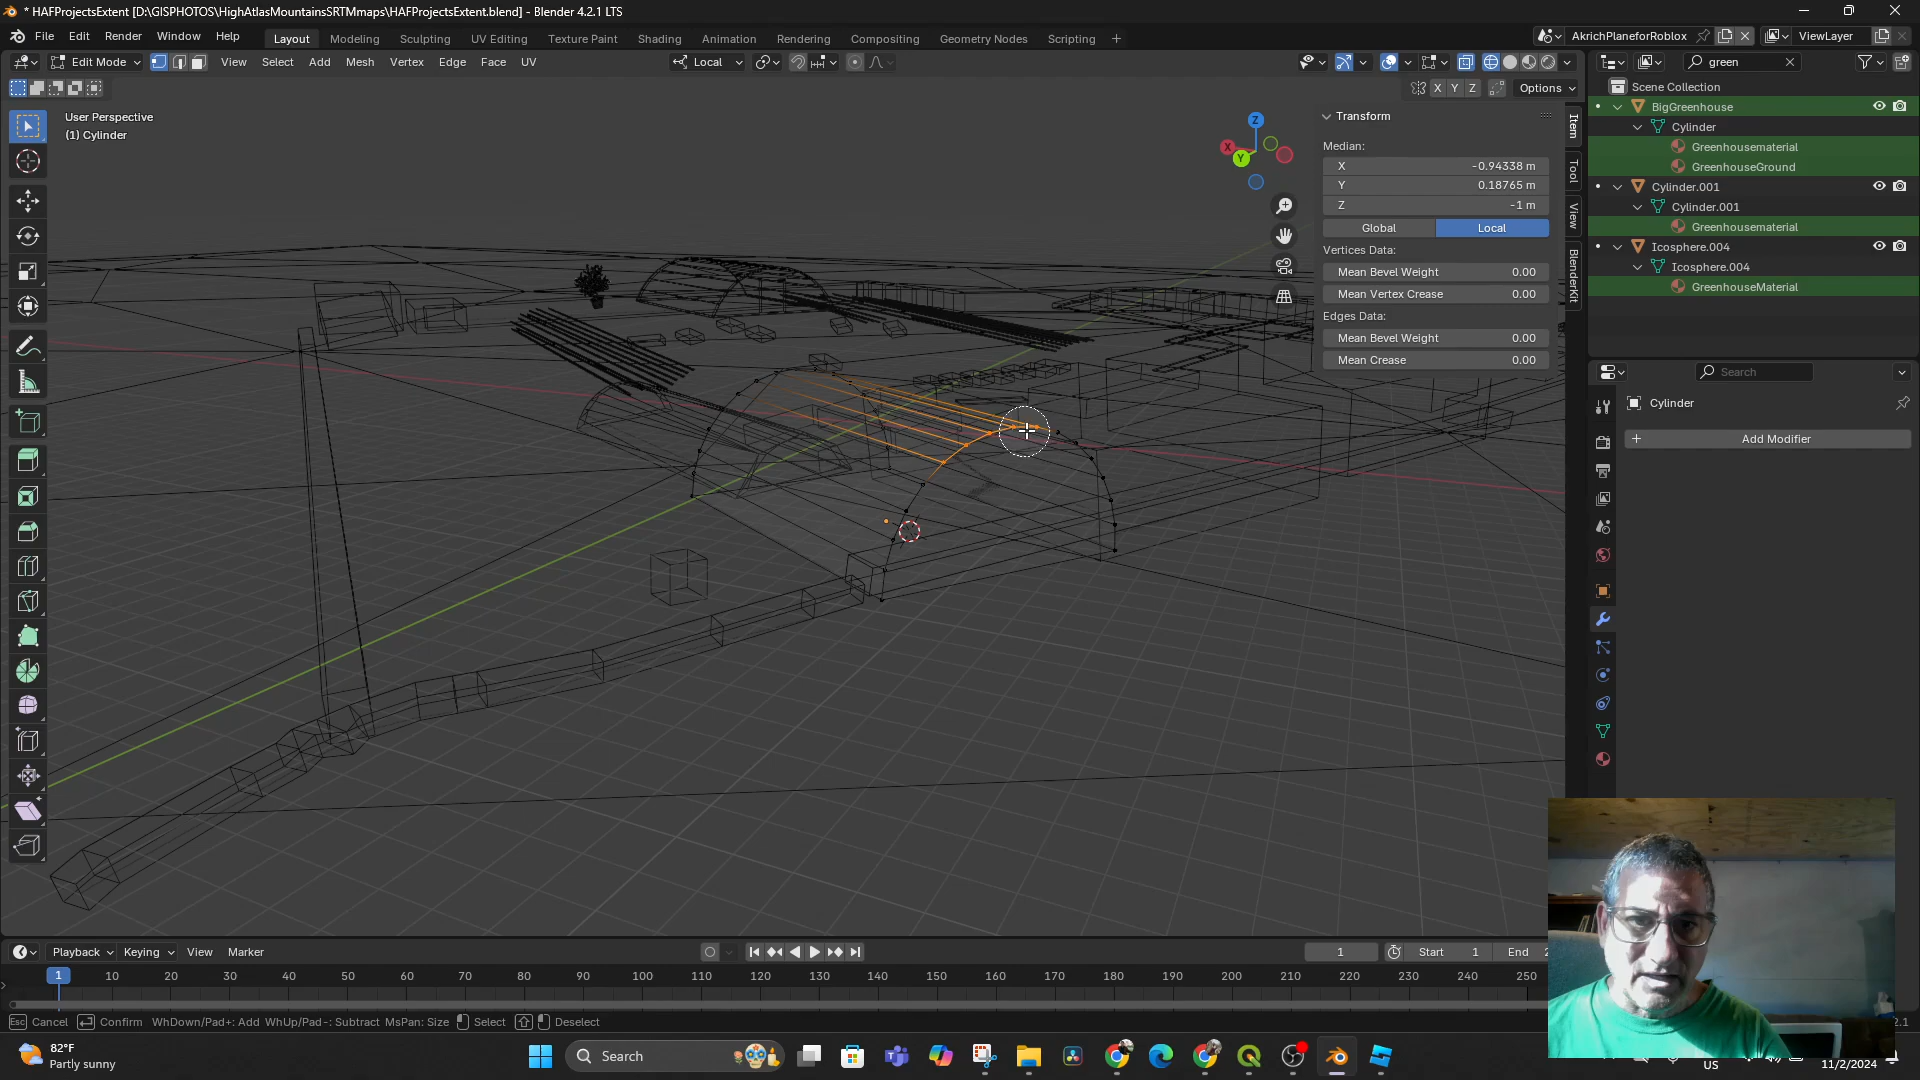 * HAFProjectsExtent [D:\GISPHOTOS\HighAtlasMountainsSRTMmaps\HAFProjectsExtent.blend] - Blender 4.2.1 LTS
File Edit Render Window Help Layout Modeling Sculpting UV Editing Texture Paint Shading Animation Rendering Compositing Geometry Nodes Scripting + AkrichPlaneforRoblox ViewLayer
Edit Mode View Select Add Mesh Vertex Edge Face UV Local green
X Y Z Options Scene Collection
User Perspective
(1) Cylinder
Z
X
Y
Transform
Median:
X -0.94338 m
Y 0.18765 m
Z -1 m
Global Local
Vertices Data:
Mean Bevel Weight 0.00
Mean Vertex Crease 0.00
Edges Data:
Mean Bevel Weight 0.00
Mean Crease 0.00
Item
Tool
View
BlenderKit
BigGreenhouse
Cylinder
Greenhousematerial
GreenhouseGround
Cylinder.001
Cylinder.001
Greenhousematerial
Icosphere.004
Icosphere.004
GreenhouseMaterial
Search
Cylinder
+ Add Modifier
Playback Keying View Marker 1 Start 1 End 2
1 10 20 30 40 50 60 70 80 90 100 110 120 130 140 150 160 170 180 190 200 210 220 230 240 250
Esc Cancel Confirm WhDown/Pad+: Add WhUp/Pad-: Subtract MsPan: Size Select Deselect 2.1
82°F
Partly sunny
Search
US
11/2/2024